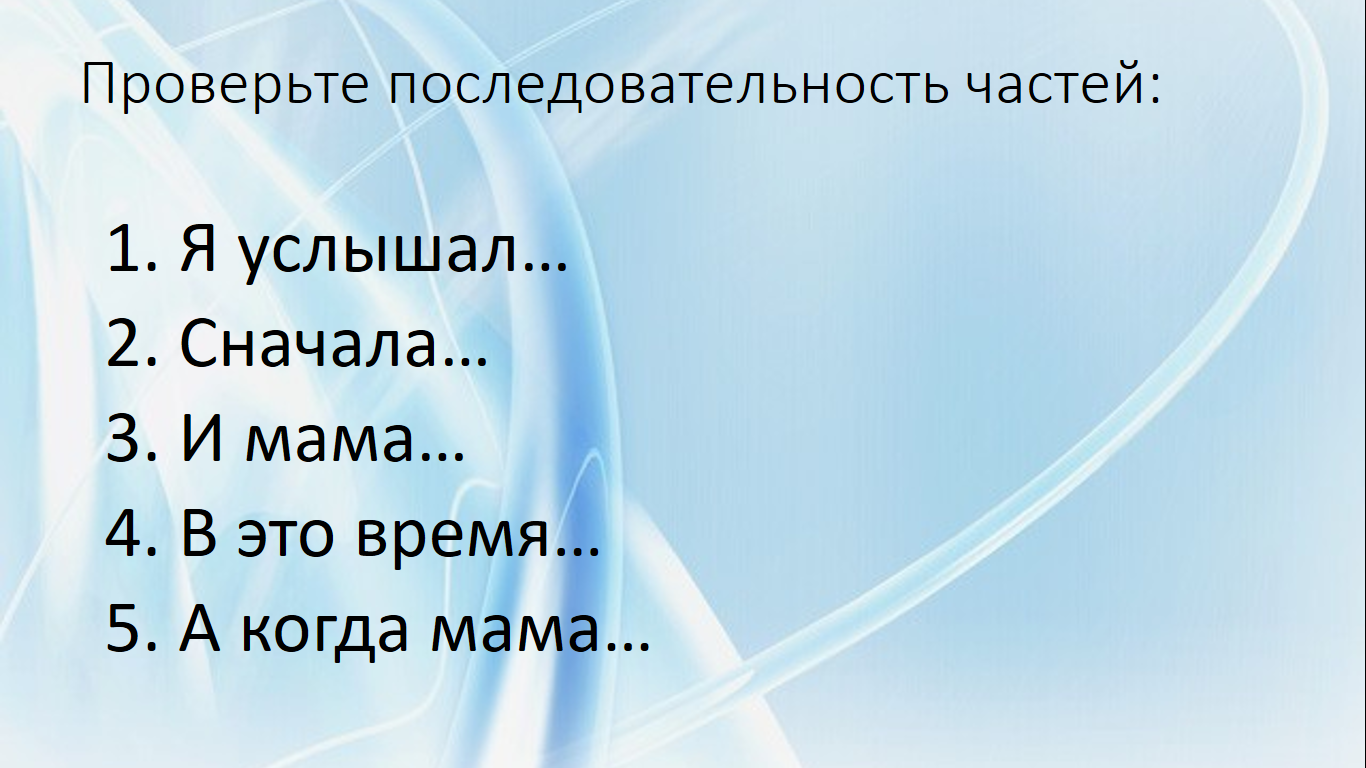 Проверьте последовательность частей:
1. Я услышал...
2. Сначала...
3. И мама...
4. В это время...
5. А когда мама...